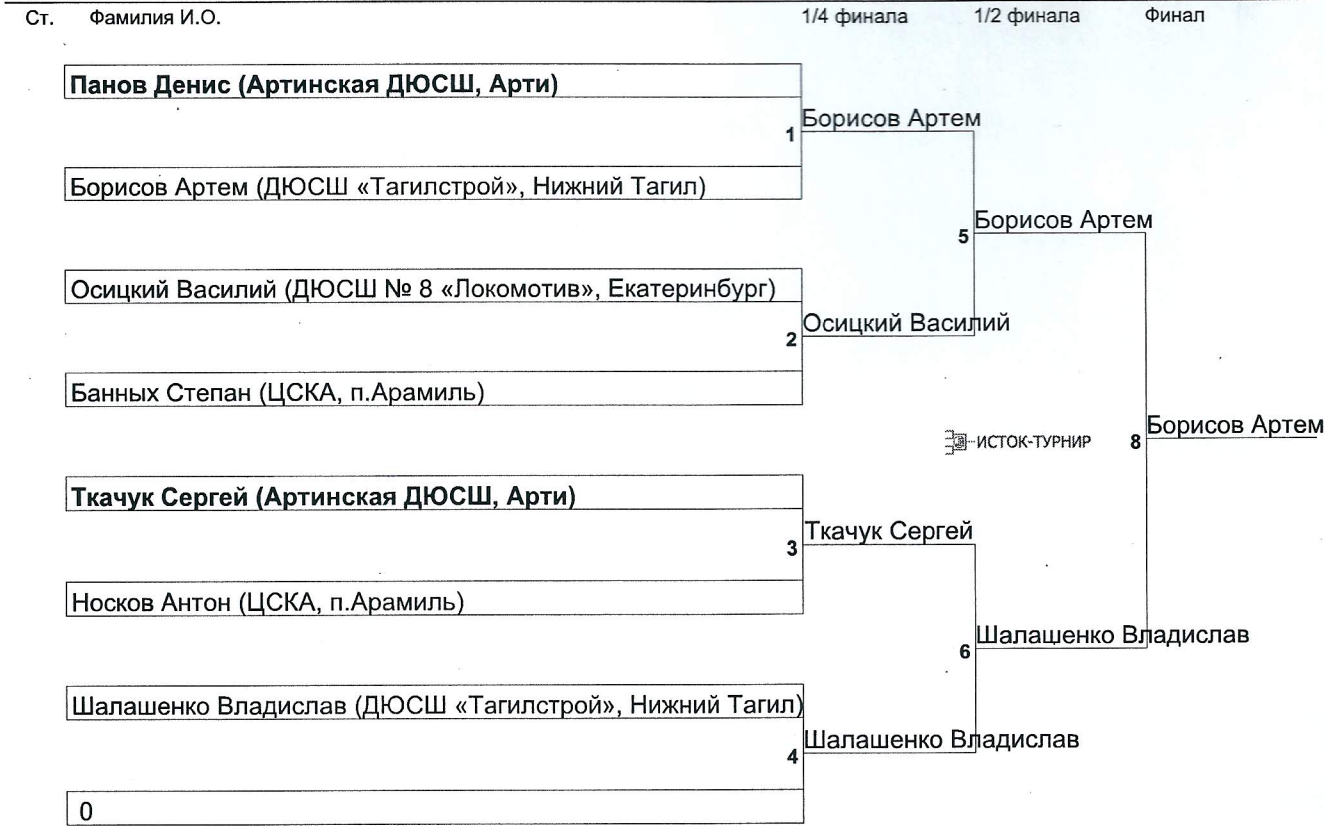 Ст. Фамилия И.О. 1/4 финала 1/2 финала Финал
Панов Денис (Артинская ДЮСШ, Арти)
1 Борисов Артем
Борисов Артем (ДЮСШ «Тагилстрой», Нижний Тагил)
5 Борисов Артем
Осицкий Василий (ДЮСШ № 8 «Локомотив», Екатеринбург)
2 Осицкий Василий
Банных Степан (ЦСКА, п.Арамиль)
ИСТОК-ТУРНИР 8 Борисов Артем
Ткачук Сергей (Артинская ДЮСШ, Арти)
3 Ткачук Сергей
Носков Антон (ЦСКА, п.Арамиль)
6 Шалашенко Владислав
Шалашенко Владислав (ДЮСШ «Тагилстрой», Нижний Тагил)
4 Шалашенко Владислав
0